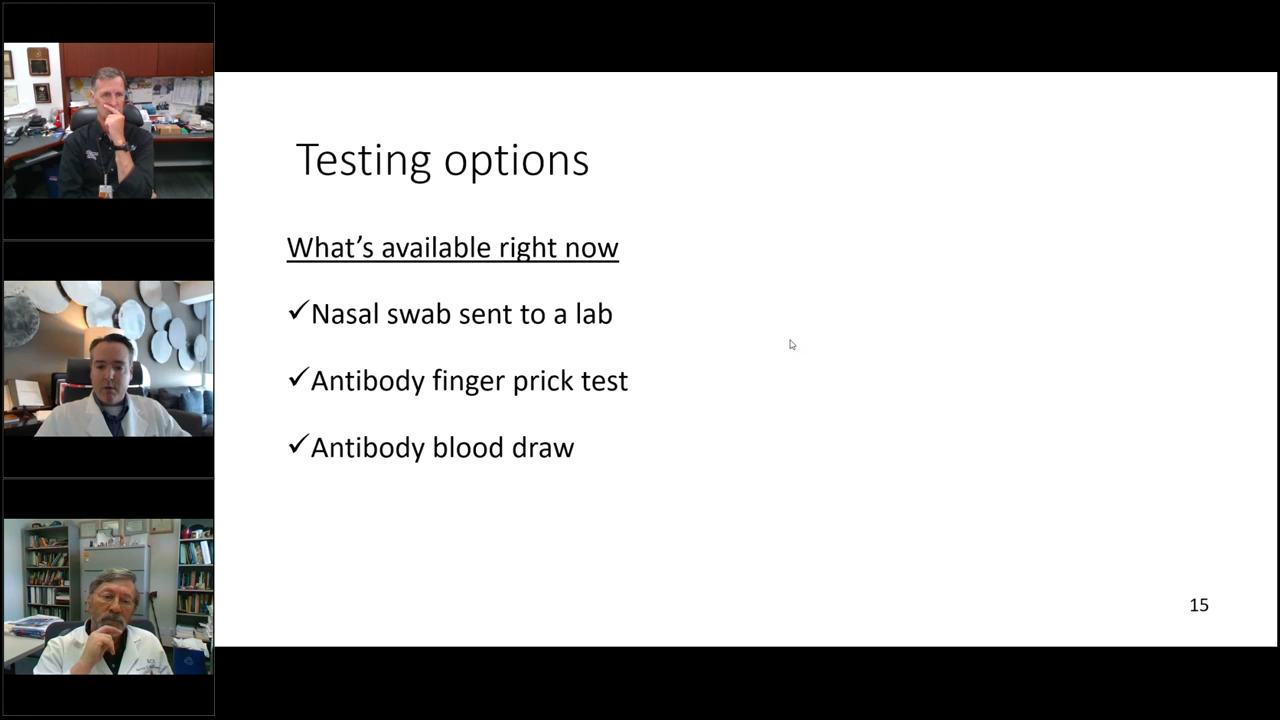 Testing options
What's available right now
✓Nasal swab sent to a lab
✓Antibody finger prick test
✓Antibody blood draw
15